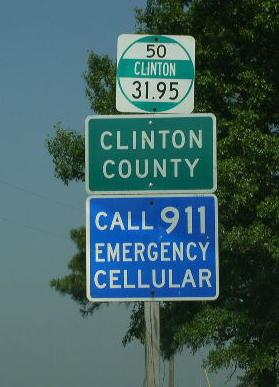 50
CLINTON
31.95
CLINTON
COUNTY
CALL 911
EMERGENCY
CELLULAR